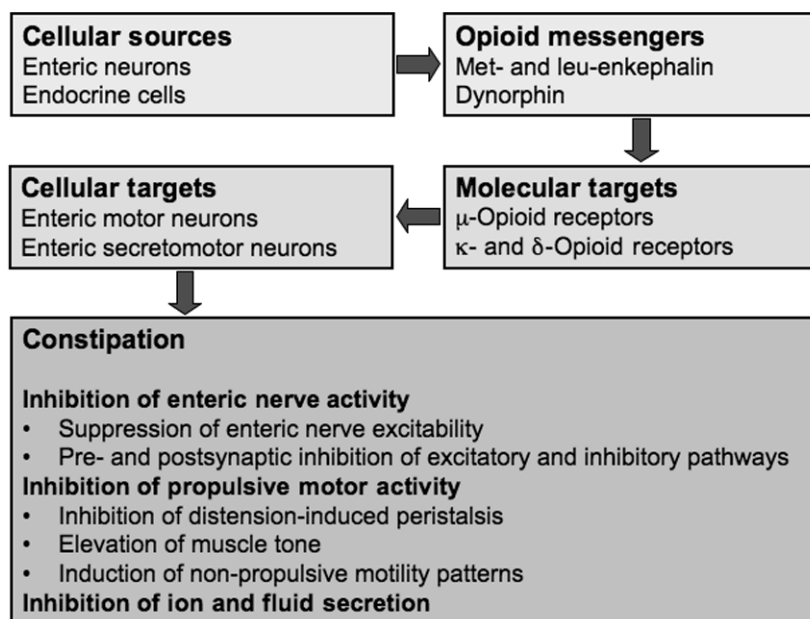 Cellular sources
Enteric neurons
Endocrine cells
Opioid messengers
Met- and leu-enkephalin
Dynorphin
Cellular targets
Enteric motor neurons
Enteric secretomotor neurons
Molecular targets
μ-Opioid receptors
κ- and δ-Opioid receptors
Constipation
Inhibition of enteric nerve activity
• Suppression of enteric nerve excitability
• Pre- and postsynaptic inhibition of excitatory and inhibitory pathways
Inhibition of propulsive motor activity
• Inhibition of distension-induced peristalsis
• Elevation of muscle tone
• Induction of non-propulsive motility patterns
Inhibition of ion and fluid secretion